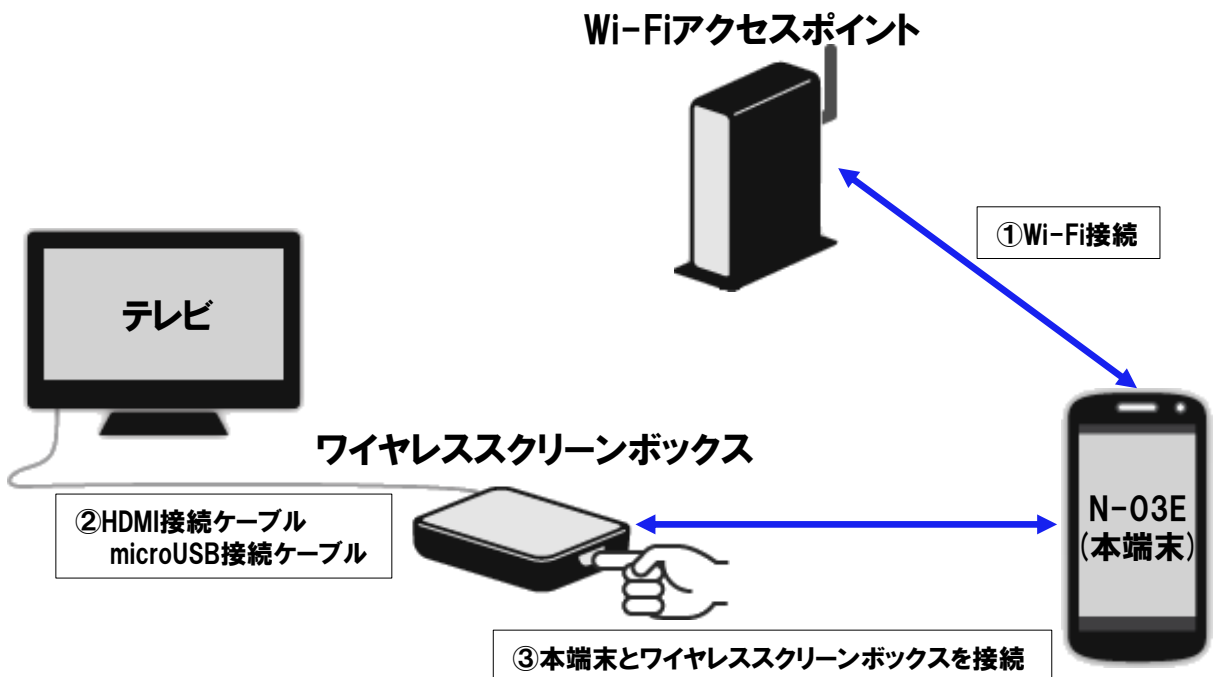 Wi-Fiアクセスポイント
①Wi-Fi接続
テレビ
ワイヤレススクリーンボックス
②HDMI接続ケーブル
microUSB接続ケーブル
N-03E
(本端末)
③本端末とワイヤレススクリーンボックスを接続